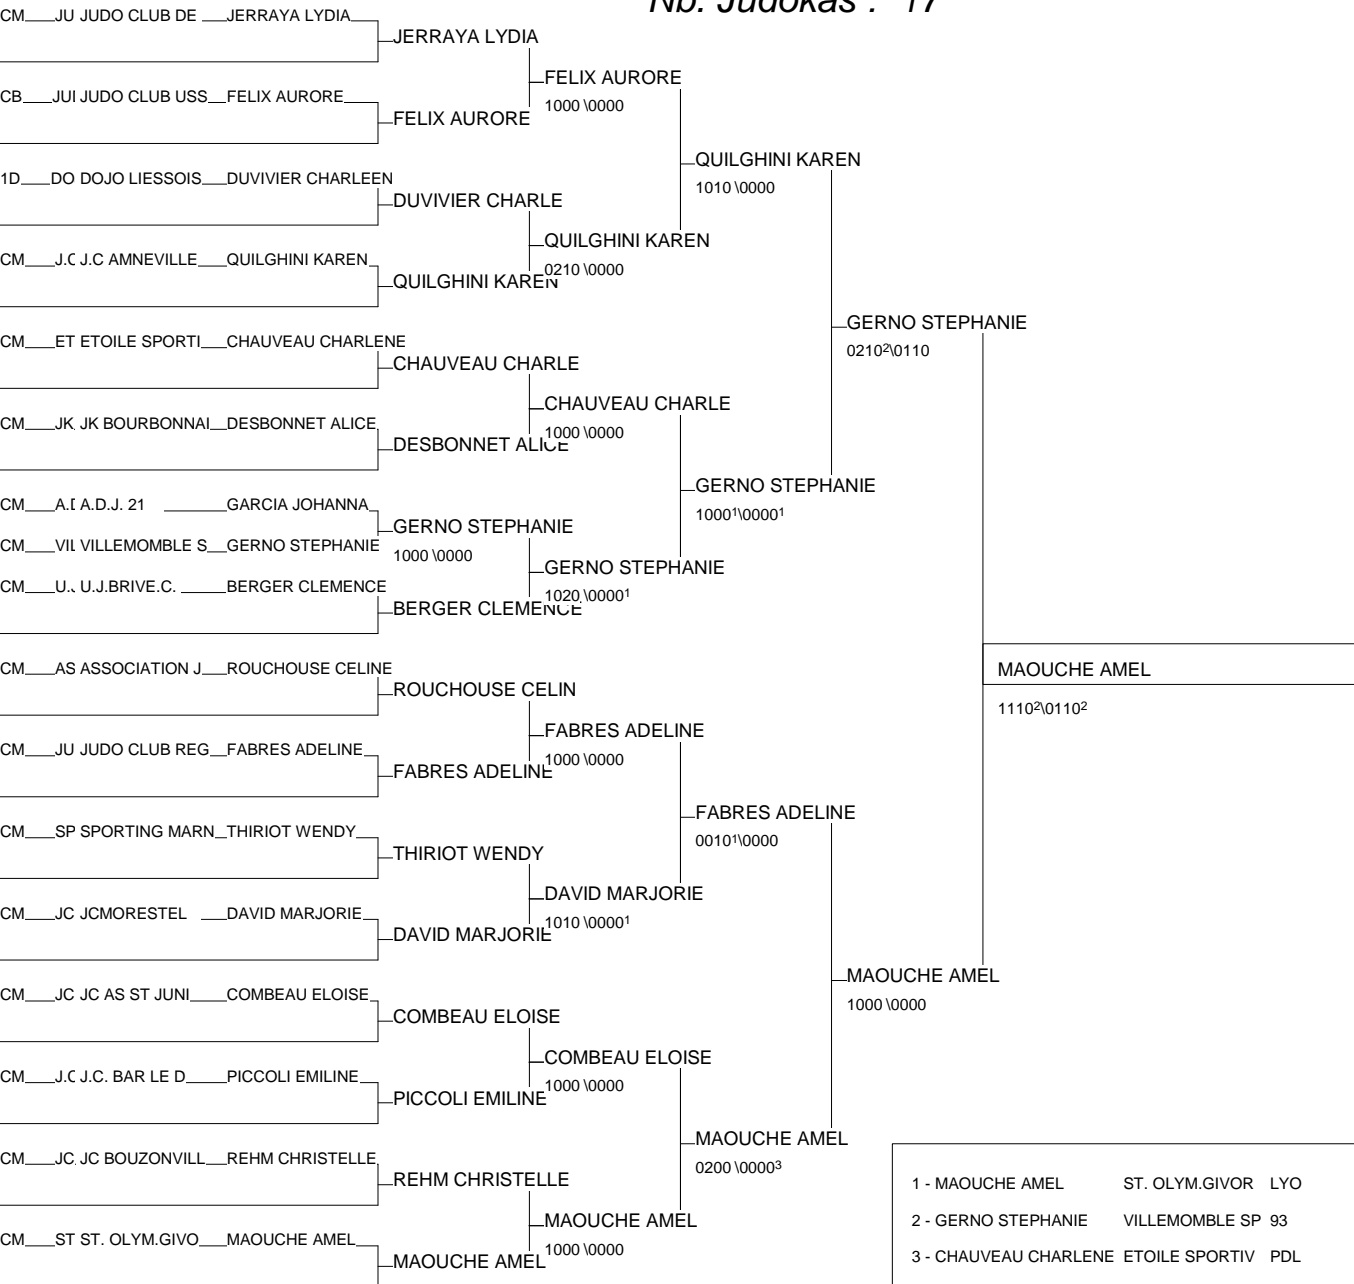 Nb. Judokas : 17
CM JU JUDO CLUB DE JERRAYA LYDIA
JERRAYA LYDIA
FELIX AURORE
1000 \0000
CB JUI JUDO CLUB USS FELIX AURORE
FELIX AURORE
QUILGHINI KAREN
1010 \0000
1D DO DOJO LIESSOIS DUVIVIER CHARLEEN
DUVIVIER CHARLE
QUILGHINI KAREN
0210 \0000
CM J.C J.C AMNEVILLE QUILGHINI KAREN
QUILGHINI KAREN
GERNO STEPHANIE
0210²\0110
CM ET ETOILE SPORTI CHAUVEAU CHARLENE
CHAUVEAU CHARLE
CHAUVEAU CHARLE
1000 \0000
CM JK JK BOURBONNAI DESBONNET ALICE
DESBONNET ALICE
GERNO STEPHANIE
1000¹\0000¹
CM A.D A.D.J. 21 GARCIA JOHANNA
GERNO STEPHANIE
1000 \0000
CM VIL VILLEMOMBLE S GERNO STEPHANIE
GERNO STEPHANIE
1020 \0000¹
CM U.J U.J.BRIVE.C. BERGER CLEMENCE
BERGER CLEMENCE
MAOUCHE AMEL
1110²\0110²
CM AS ASSOCIATION J ROUCHOUSE CELINE
ROUCHOUSE CELIN
FABRES ADELINE
1000 \0000
CM JU JUDO CLUB REG FABRES ADELINE
FABRES ADELINE
FABRES ADELINE
0010¹\0000
CM SP SPORTING MARN THIRIOT WENDY
THIRIOT WENDY
DAVID MARJORIE
1010 \0000¹
CM JC JCMORESTEL DAVID MARJORIE
DAVID MARJORIE
MAOUCHE AMEL
1000 \0000
CM JC JC AS ST JUNI COMBEAU ELOISE
COMBEAU ELOISE
COMBEAU ELOISE
1000 \0000
CM J.C J.C. BAR LE D PICCOLI EMILINE
PICCOLI EMILINE
MAOUCHE AMEL
0200 \0000³
CM JC JC BOUZONVILL REHM CHRISTELLE
REHM CHRISTELLE
MAOUCHE AMEL
1000 \0000
CM ST ST. OLYM.GIVO MAOUCHE AMEL
MAOUCHE AMEL
1 - MAOUCHE AMEL ST. OLYM.GIVOR LYO
2 - GERNO STEPHANIE VILLEMOMBLE SP 93
3 - CHAUVEAU CHARLENE ETOILE SPORTIV PDL